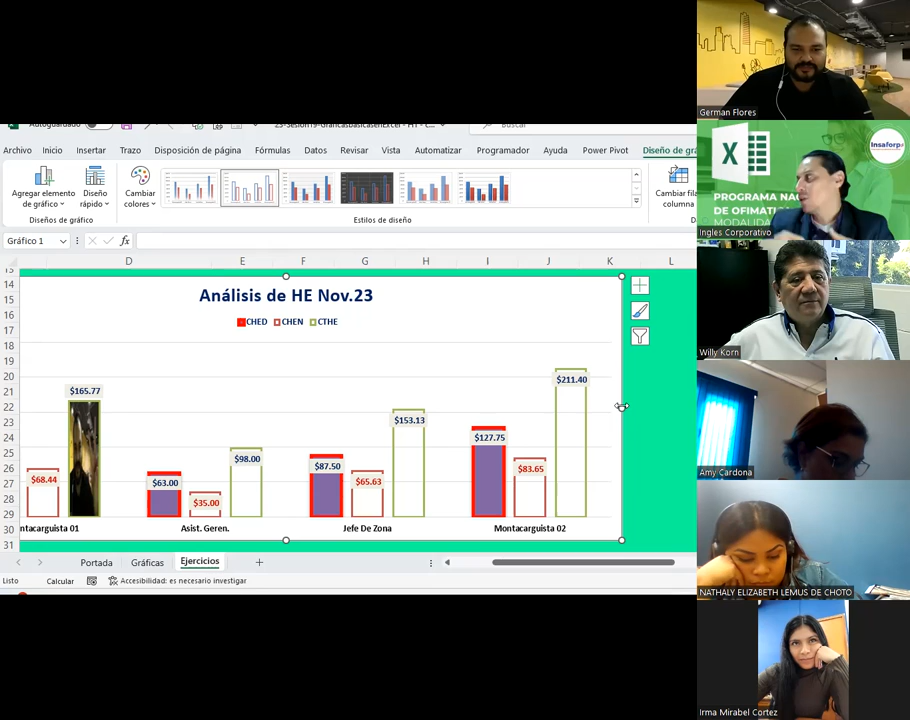 Autoguardado
23-Sesion19-GraficasBasicasenExcel - HT - C...
Buscar
Archivo Inicio Insertar Trazo Disposición de página Fórmulas Datos Revisar Vista Automatizar Programador Ayuda Power Pivot Diseño de grá
Agregar elemento de gráfico
Diseño rápido
Cambiar colores
Cambiar fila
columna
Diseños de gráfico
Estilos de diseño
Gráfico 1
fx
D E F G H I J K L
14
15
16
17
18
19
20
21
22
23
24
25
26
27
28
29
30
31
Análisis de HE Nov.23
CHED CHEN CTHE
$68.44 $165.77
$63.00 $35.00 $98.00
$87.50 $65.63 $153.13
$127.75 $83.65 $211.40
ntacarguista 01 Asist. Geren. Jefe De Zona Montacarguista 02
Portada Gráficas Ejercicios
Listo Calcular Accesibilidad: es necesario investigar
German Flores
X
Insaforp
PROGRAMA NAC
DE OFIMATI
MODALIDA
Ingles Corporativo
Willy Korn
Amy Cardona
NATHALY ELIZABETH LEMUS DE CHOTO
Irma Mirabel Cortez